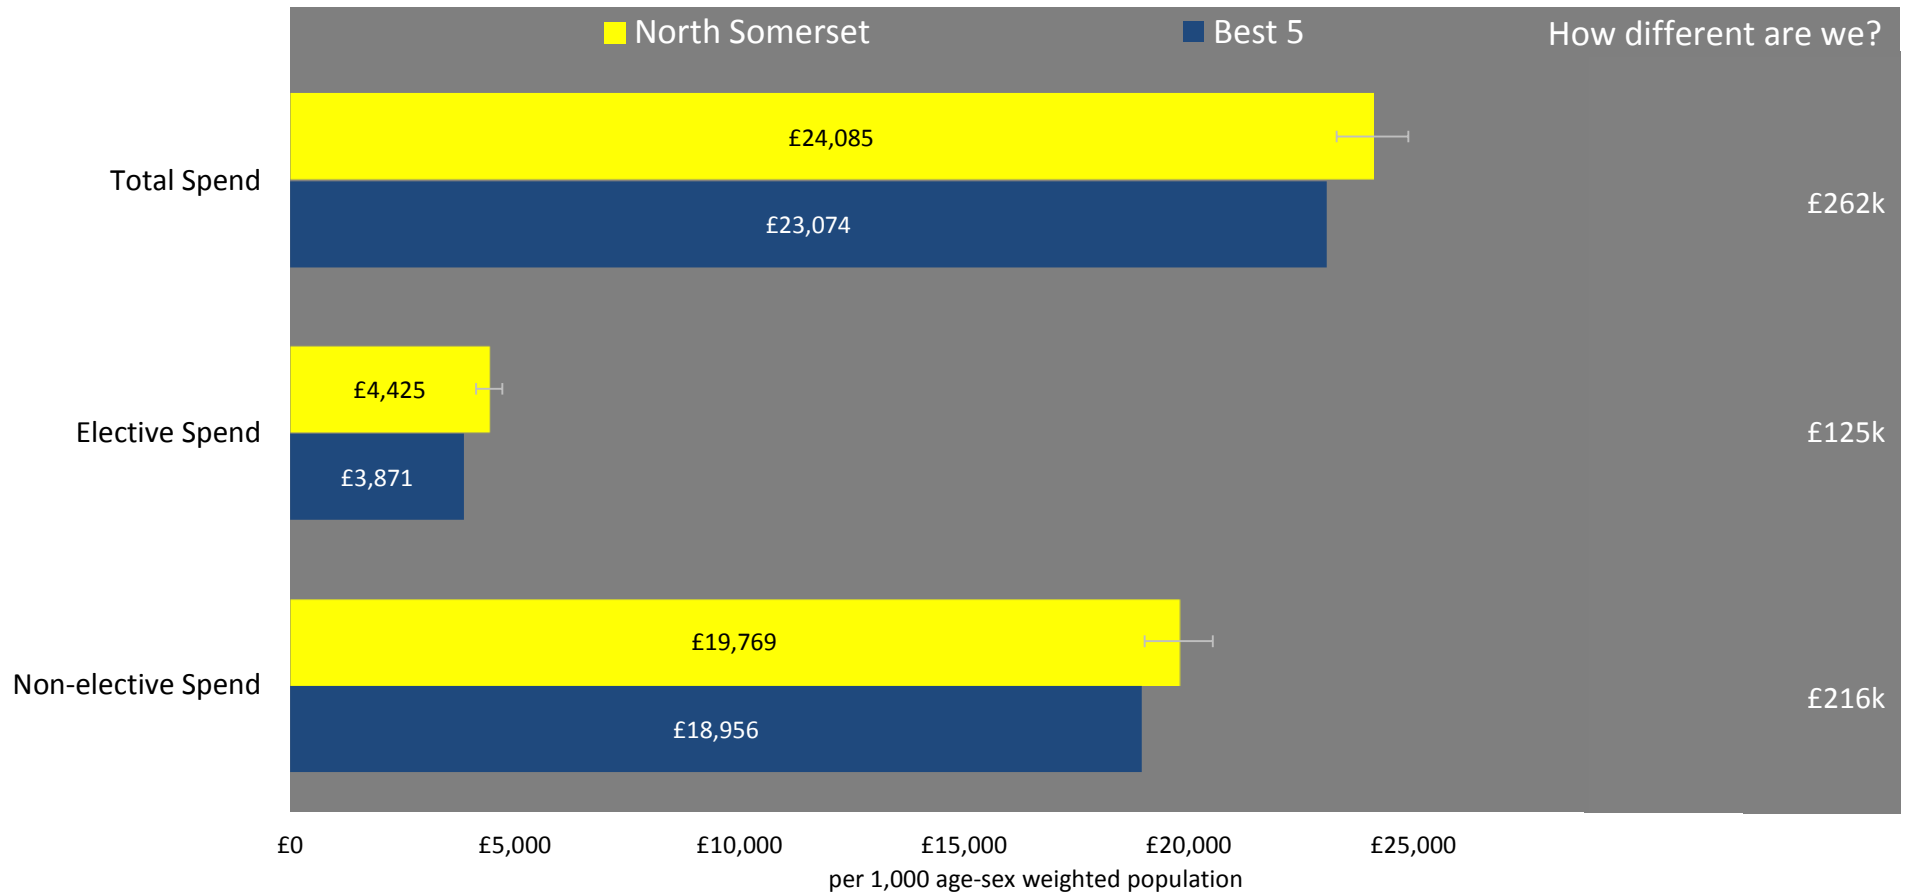 North Somerset Best 5 How different are we?
Total Spend
£24,085
£23,074
£262k
Elective Spend
£4,425
£3,871
£125k
Non-elective Spend
£19,769
£18,956
£216k
£0 £5,000 £10,000 £15,000 £20,000 £25,000
per 1,000 age-sex weighted population